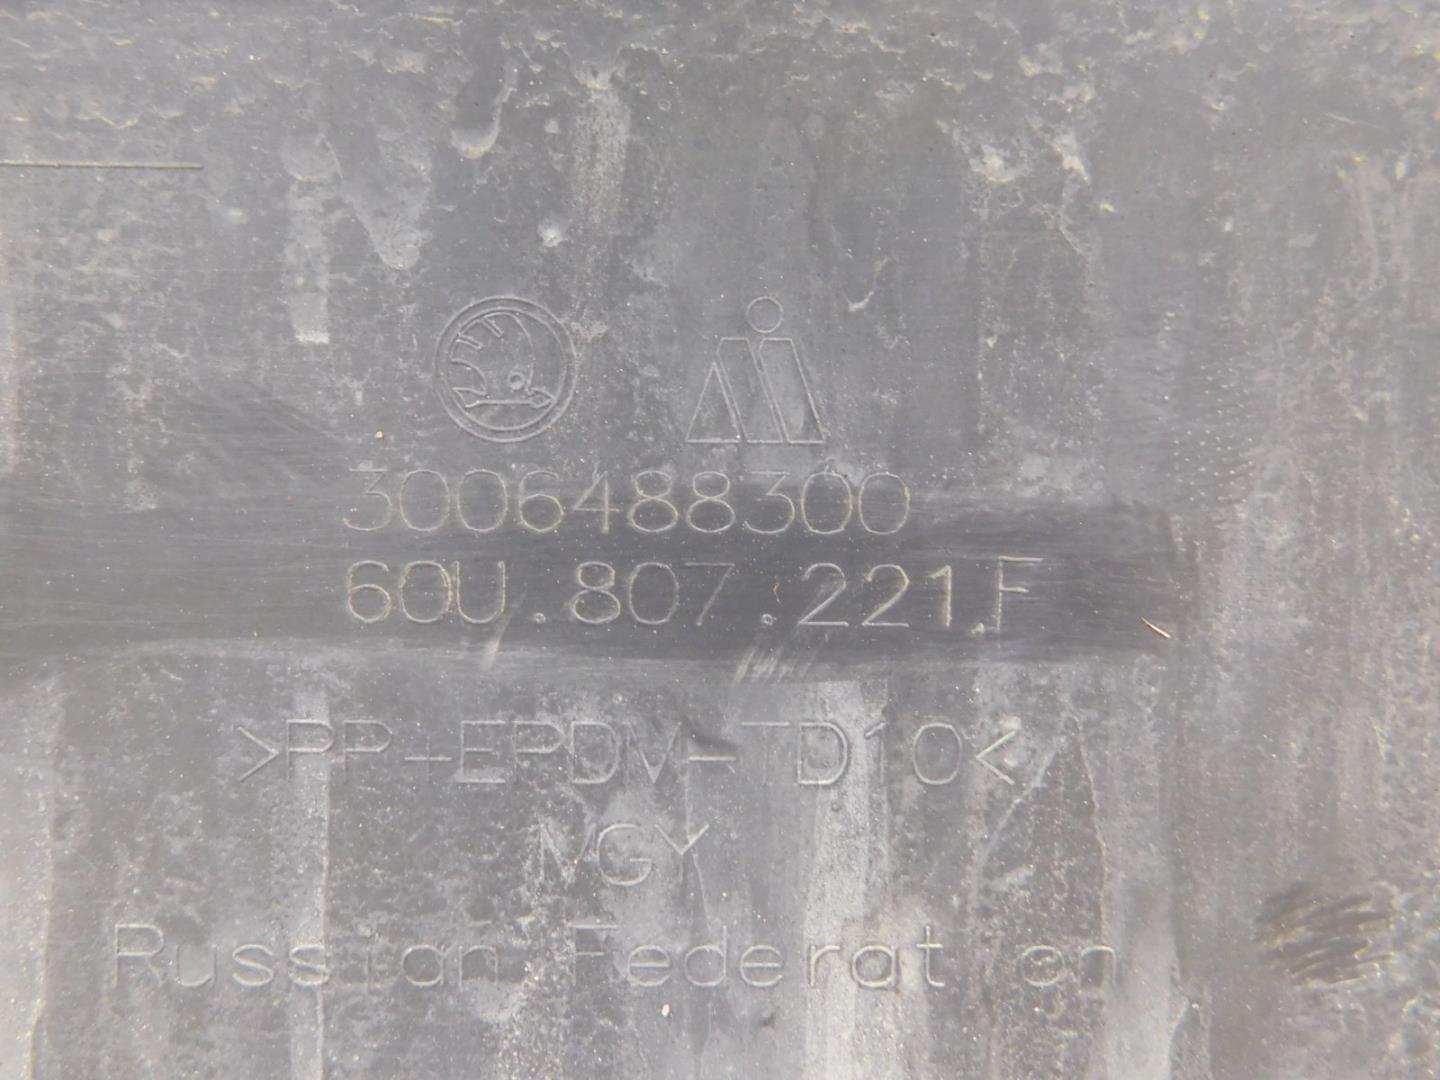 3006488300
60U.807.221.F
>PP+EPDM-TD10<
MGY
Russian Federation